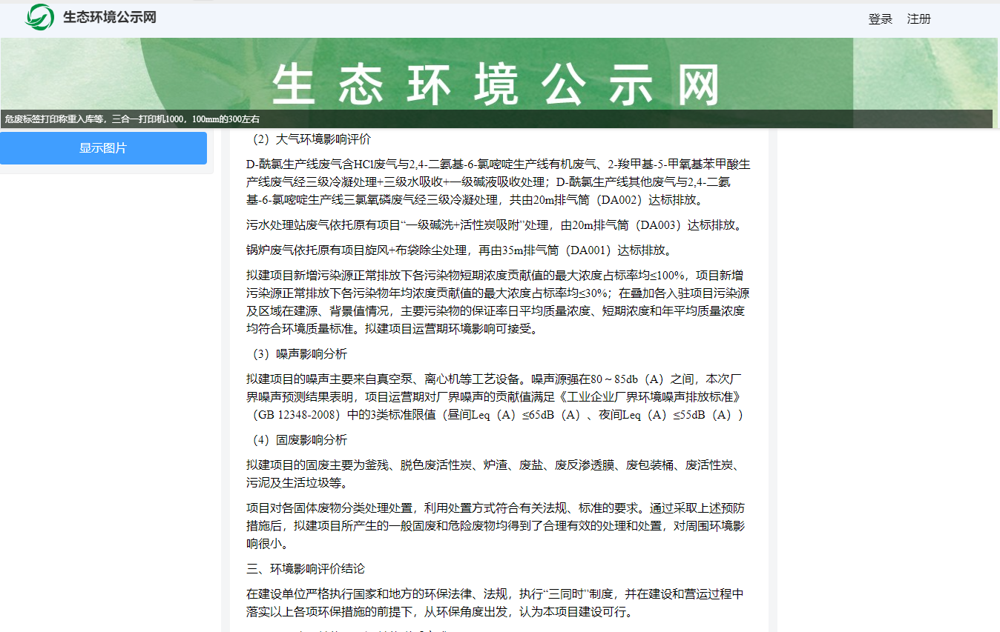 生态环境公示网
登录 注册
生态环境公示网
危废标签打印称重入库等，三合一打印机1000，100mm的300左右
显示图片
（2）大气环境影响评价
D-酰氯生产线废气含HCl废气与2,4-二氨基-6-氯嘧啶生产线有机废气、2-羧甲基-5-甲氧基苯甲酸生
产线废气经三级冷凝处理+三级水吸收+一级碱液吸收处理；D-酰氯生产线其他废气与2,4-二氨
基-6-氯嘧啶生产线三氯氧磷废气经三级冷凝处理，共由20m排气筒（DA002）达标排放。
污水处理站废气依托原有项目“一级碱洗+活性炭吸附”处理，由20m排气筒（DA003）达标排放。
锅炉废气依托原有项目旋风+布袋除尘处理，再由35m排气筒（DA001）达标排放。
拟建项目新增污染源正常排放下各污染物短期浓度贡献值的最大浓度占标率均≤100%，项目新增
污染源正常排放下各污染物年均浓度贡献值的最大浓度占标率均≤30%；在叠加各入驻项目污染源
及区域在建源、背景值情况，主要污染物的保证率日平均质量浓度、短期浓度和年平均质量浓度
均符合环境质量标准。拟建项目运营期环境影响可接受。
（3）噪声影响分析
拟建项目的噪声主要来自真空泵、离心机等工艺设备。噪声源强在80～85db（A）之间，本次厂
界噪声预测结果表明，项目运营期对厂界噪声的贡献值满足《工业企业厂界环境噪声排放标准》
（GB 12348-2008）中的3类标准限值（昼间Leq（A）≤65dB（A）、夜间Leq（A）≤55dB（A））
（4）固废影响分析
拟建项目的固废主要为釜残、脱色废活性炭、炉渣、废盐、废反渗透膜、废包装桶、废活性炭、
污泥及生活垃圾等。
项目对各固体废物分类处理处置，利用处置方式符合有关法规、标准的要求。通过采取上述预防
措施后，拟建项目所产生的一般固废和危险废物均得到了合理有效的处理和处置，对周围环境影
响很小。
三、环境影响评价结论
在建设单位严格执行国家和地方的环保法律、法规，执行“三同时”制度，并在建设和营运过程中
落实以上各项环保措施的前提下，从环保角度出发，认为本项目建设可行。